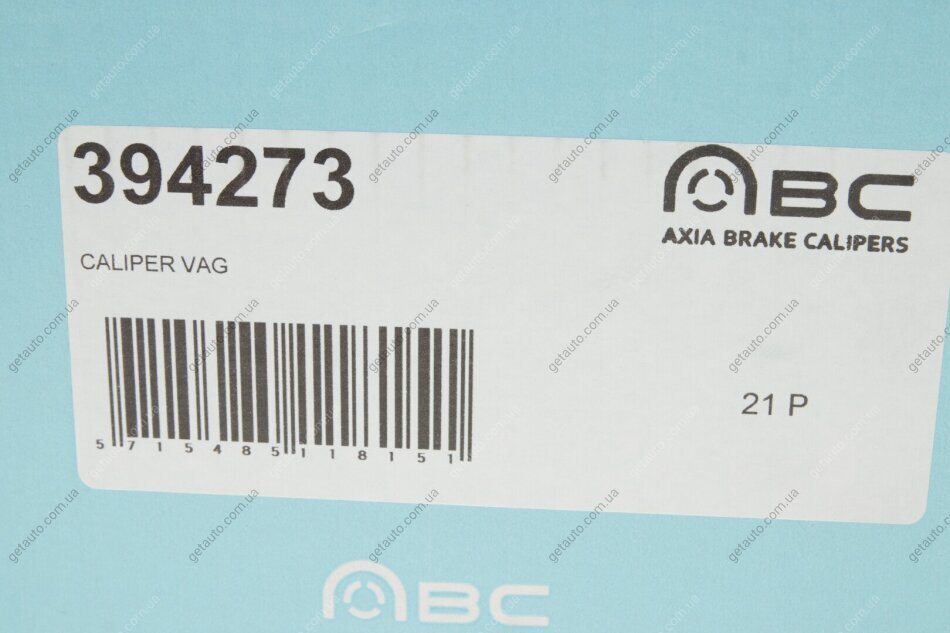 394273
ABC
AXIA BRAKE CALIPERS
CALIPER VAG
5 715485 118151
21 P
ABC
getauto.com.ua